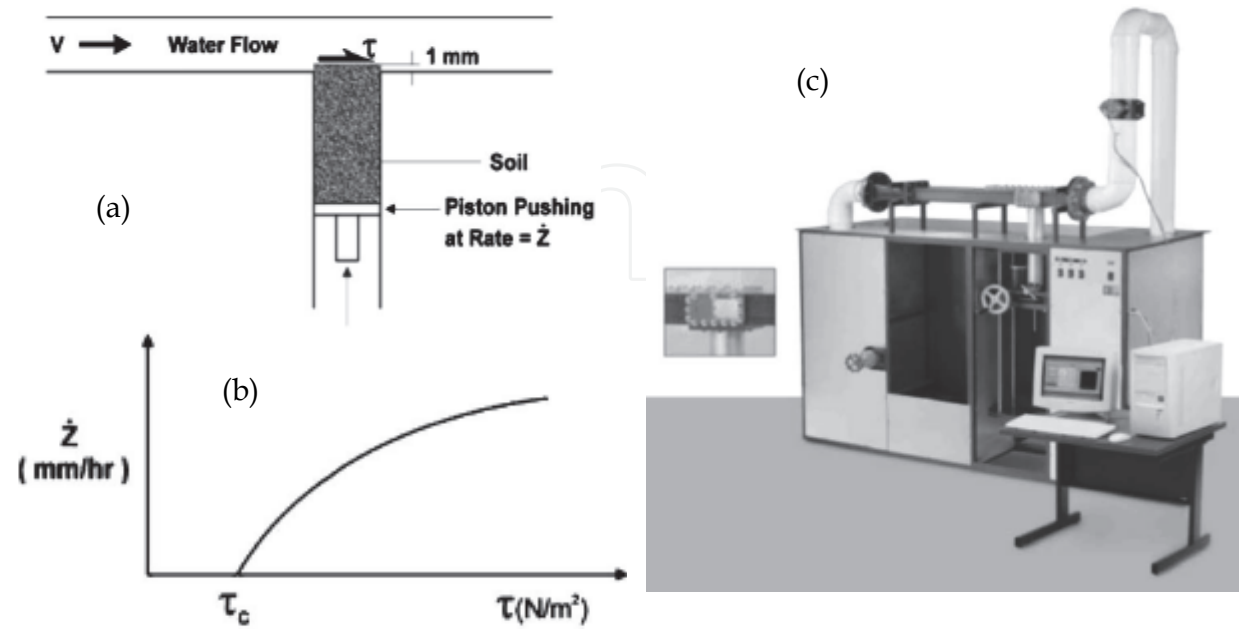 V
Water Flow
τ
1 mm
Soil
(a)
Piston Pushing
at Rate = Ż
(b)
Ż
( mm/hr )
τc
τ(N/m²)
(c)